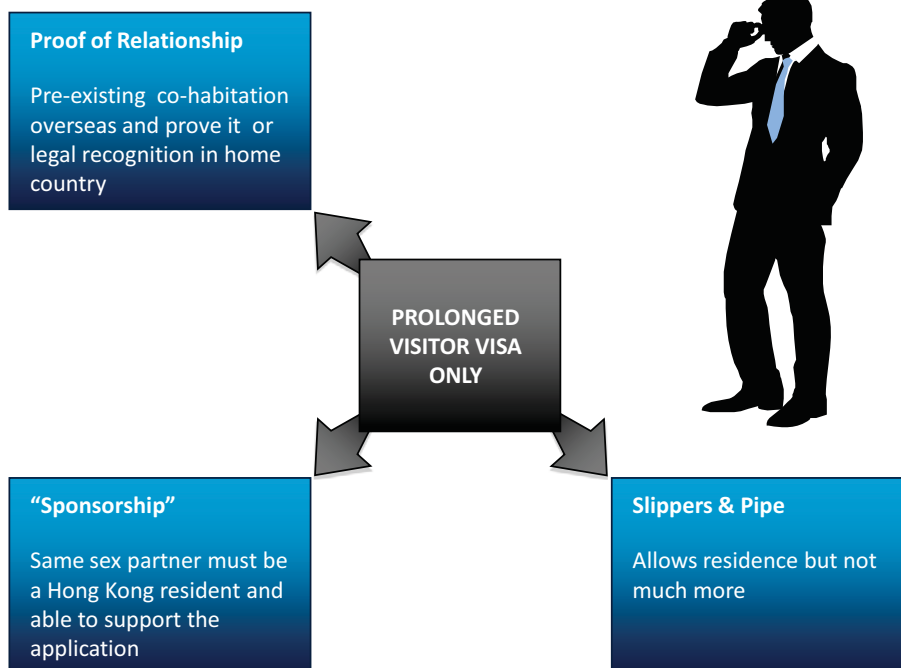 Proof of Relationship
Pre-existing co-habitation
overseas and prove it or
legal recognition in home
country
PROLONGED
VISITOR VISA
ONLY
“Sponsorship”
Same sex partner must be
a Hong Kong resident and
able to support the
application
Slippers & Pipe
Allows residence but not
much more